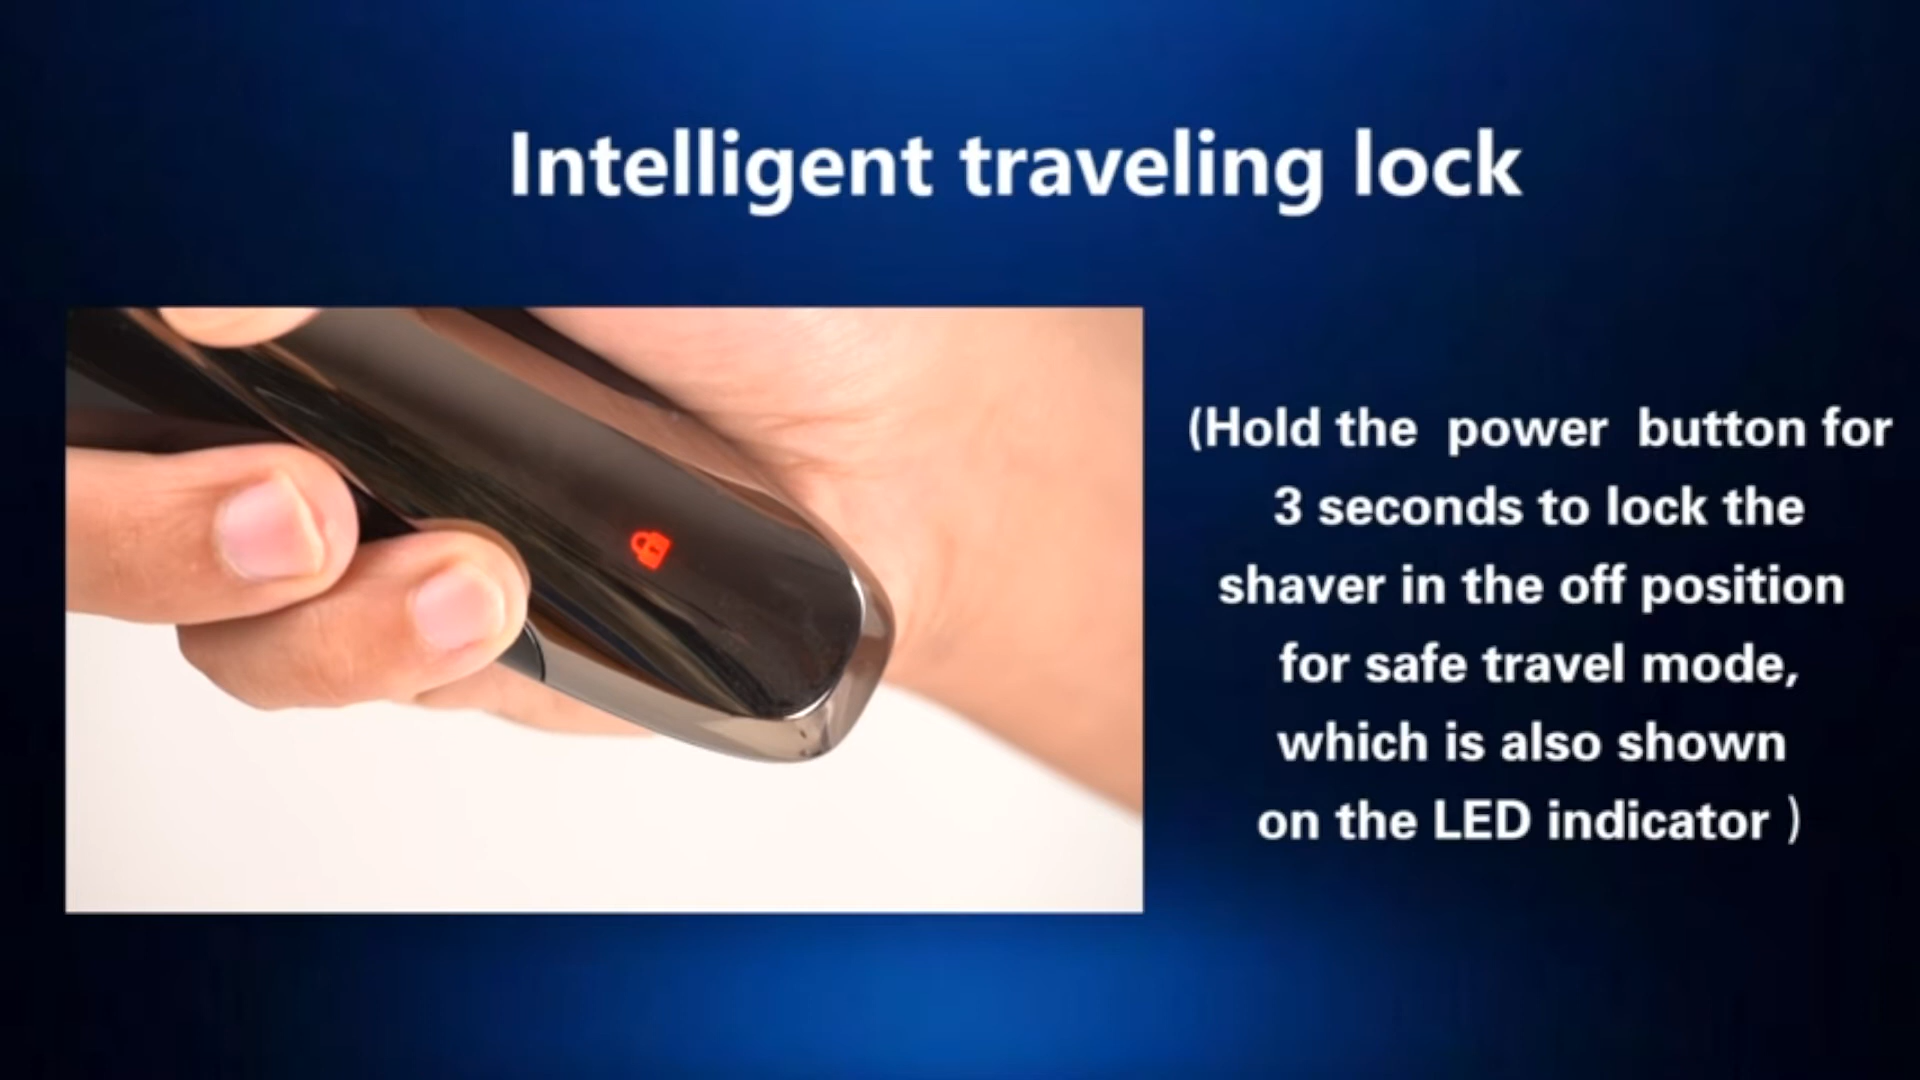 Intelligent traveling lock
(Hold the power button for
3 seconds to lock the
shaver in the off position
for safe travel mode,
which is also shown
on the LED indicator )